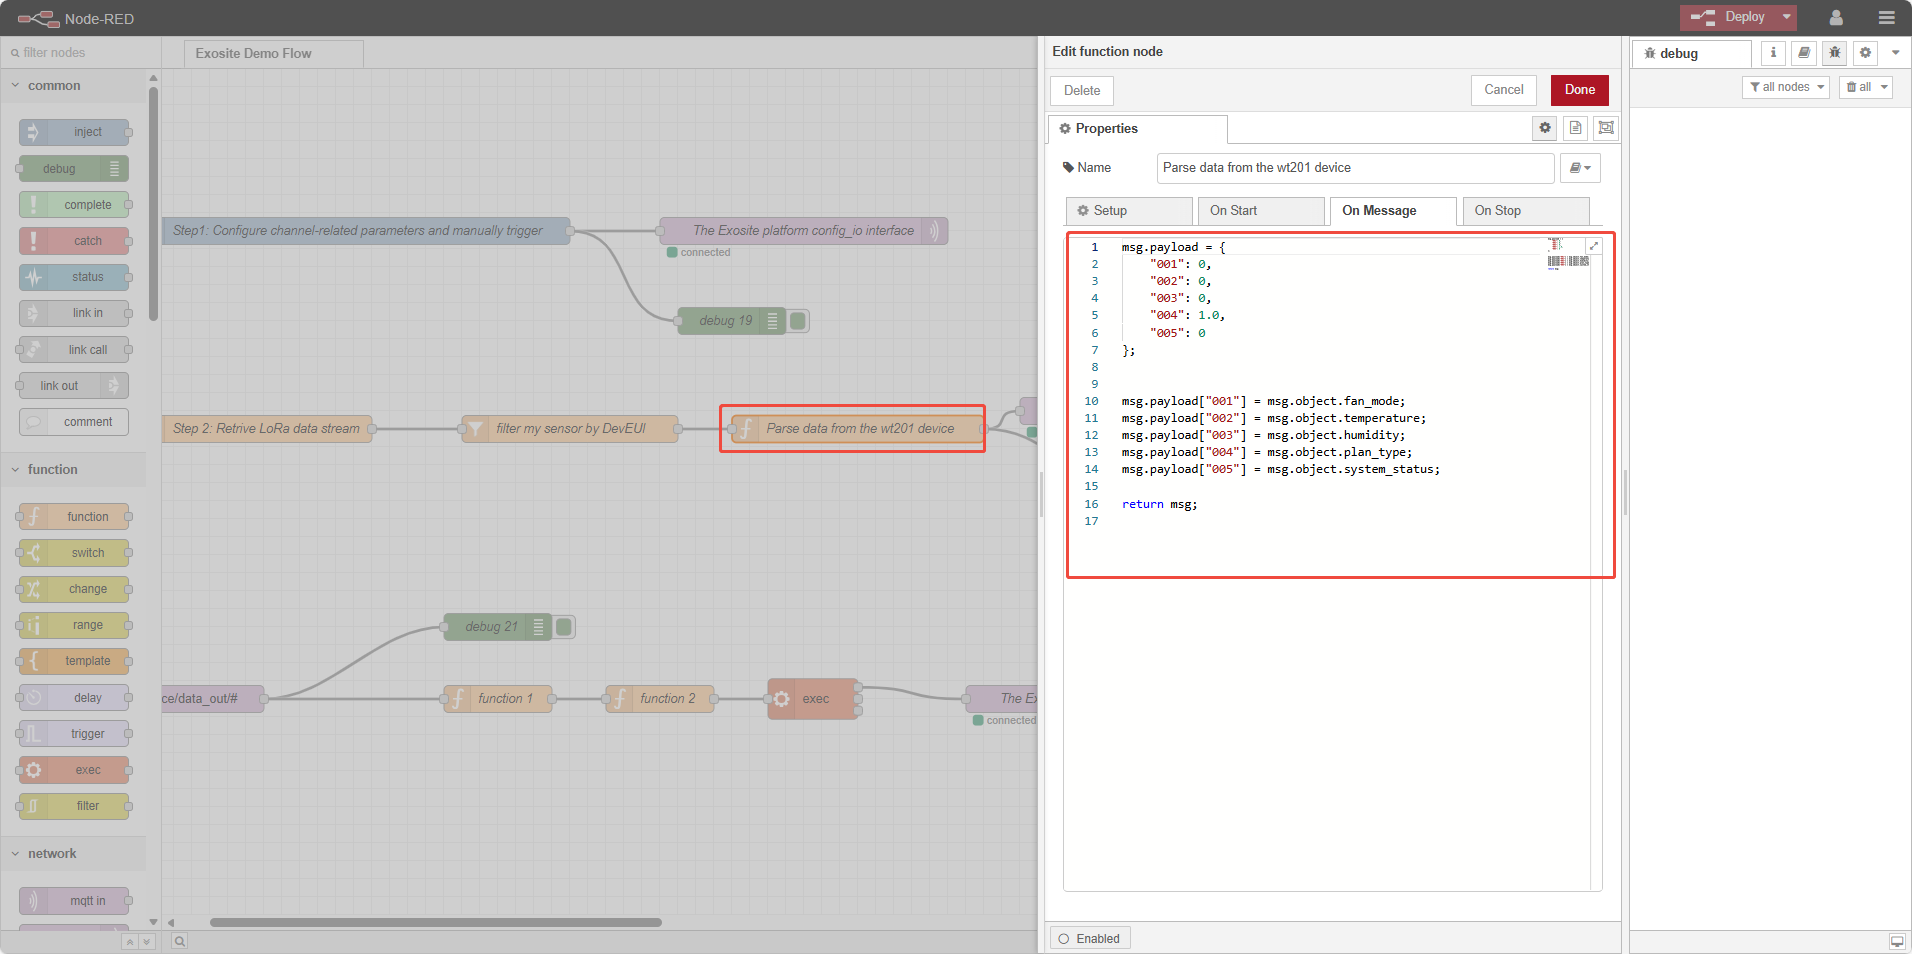 Node-RED
Deploy
filter nodes
Exosite Demo Flow
Edit function node
debug
Delete
Cancel
Done
all nodes
all
Properties
Name
Parse data from the wt201 device
Setup
On Start
On Message
On Stop
1 msg.payload = {
2 "001": 0,
3 "002": 0,
4 "003": 0,
5 "004": 1.0,
6 "005": 0
7 };
8
9
10 msg.payload["001"] = msg.object.fan_mode;
11 msg.payload["002"] = msg.object.temperature;
12 msg.payload["003"] = msg.object.humidity;
13 msg.payload["004"] = msg.object.plan_type;
14 msg.payload["005"] = msg.object.system_status;
15
16 return msg;
17
Enabled
common
inject
debug
complete
catch
status
link in
link call
link out
comment
function
function
switch
change
range
template
delay
trigger
exec
filter
network
mqtt in
Step1: Configure channel-related parameters and manually trigger
The Exosite platform config_io interface
connected
debug 19
Step 2: Retrive LoRa data stream
filter my sensor by DevEUI
Parse data from the wt201 device
debug 21
ce/data_out/#
function 1
function 2
exec
The Ex
connected